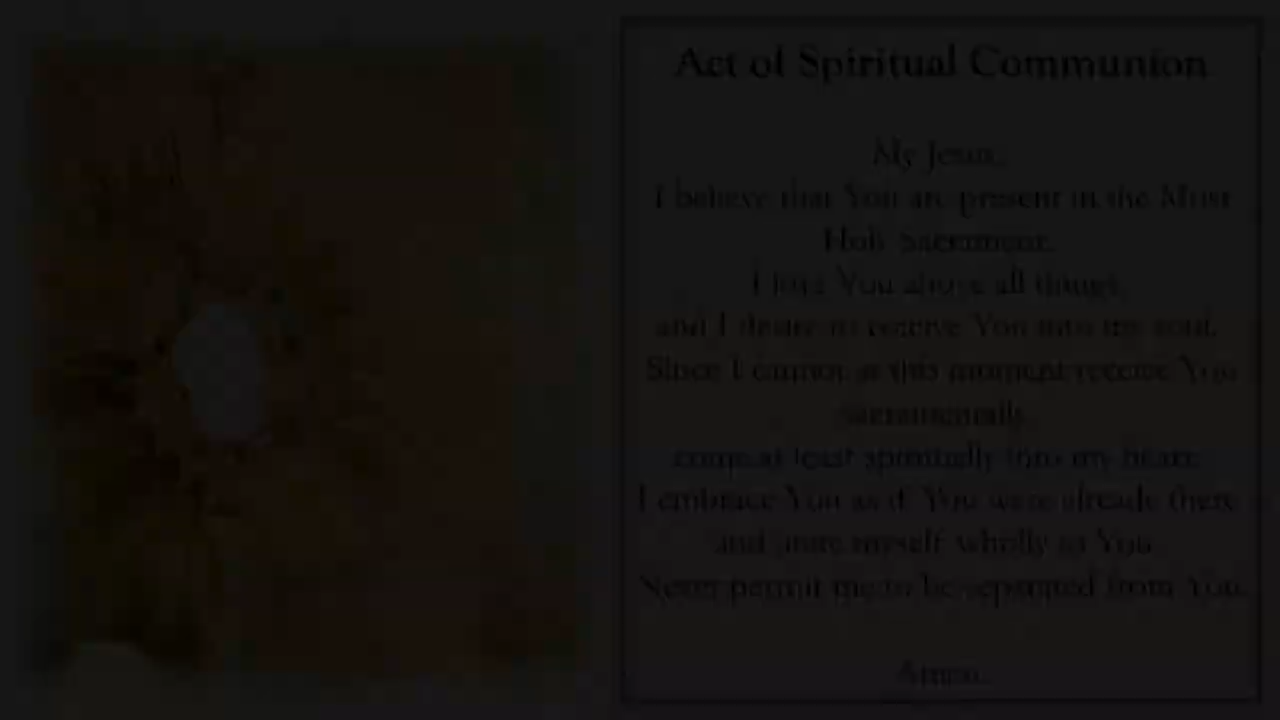 Act of Spiritual Communion
My Jesus,
I believe that You are present in the Most
Holy Sacrament.
I love You above all things,
and I desire to receive You into my soul.
Since I cannot at this moment receive You
sacramentally,
come at least spiritually into my heart.
I embrace You as if You were already there
and unite myself wholly to You.
Never permit me to be separated from You.
Amen.